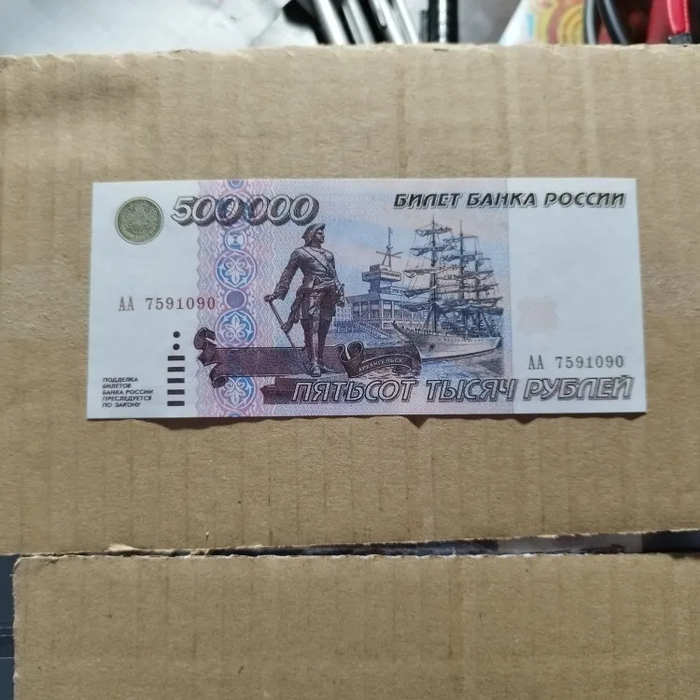 500000
БИЛЕТ БАНКА РОССИИ
АА 7591090
АРХАНГЕЛЬСК
АА 7591090
ПОДДЕЛКА
БИЛЕТОВ
БАНКА РОССИИ
ПРЕСЛЕДУЕТСЯ
ПО ЗАКОНУ
ПЯТЬСОТ ТЫСЯЧ РУБЛЕЙ